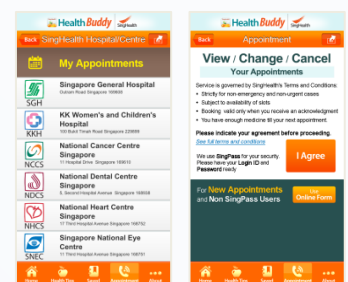 Health Buddy SingHealth
Back SingHealth Hospital/Centre
My Appointments
SGH
Singapore General Hospital
Outram Road Singapore 169608
KKH
KK Women's and Children's
Hospital
100 Bukit Timah Road Singapore 229899
NCCS
National Cancer Centre
Singapore
11 Hospital Drive Singapore 169610
NDCS
National Dental Centre
Singapore
5, Second Hospital Avenue Singapore 168938
NHCS
National Heart Centre
Singapore
17 Third Hospital Avenue Singapore 168752
SNEC
Singapore National Eye
Centre
11 Third Hospital Avenue Singapore 168751
Home Health Tips Saved Appointment About
Health Buddy SingHealth
Back Appointment
View / Change / Cancel
Your Appointments
Service is governed by SingHealth's Terms and Conditions:
• Strictly for non-emergency and non-urgent cases
• Subject to availability of slots
• Booking valid only when you receive an acknowledgment
• You have enough medicine till your next appointment.
Please indicate your agreement before proceeding.
See full terms and conditions
We use SingPass for your security.
Please have your Login ID and
Password ready
I Agree
For New Appointments
and Non SingPass Users
Use
Online Form
Home Health Tips Saved Appointment About